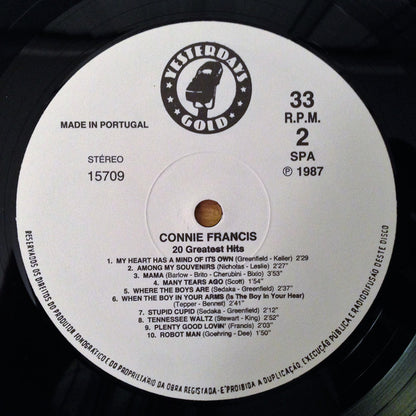 YESTERDAYS
GOLD
MADE IN PORTUGAL
33
R.P.M.
2
SPA
℗ 1987
STÉREO
15709
CONNIE FRANCIS
20 Greatest Hits
1. MY HEART HAS A MIND OF ITS OWN (Greenfield - Keller) 2'29
2. AMONG MY SOUVENIRS (Nicholas - Leslie) 2'27"
3. MAMA (Barlow - Brito - Cherubini - Bixio) 3'53"
4. MANY TEARS AGO (Scott) 1'54"
5. WHERE THE BOYS ARE (Sedaka - Greenfield) 2'36"
6. WHEN THE BOY IN YOUR ARMS (Is The Boy In Your Hear)
(Tepper - Bennet) 2'41"
7. STUPID CUPID (Sedaka - Greenfield) 2'12"
8. TENNESSEE WALTZ (Stewart - King) 2'52"
9. PLENTY GOOD LOVIN' (Francis) 2'03"
10. ROBOT MAN (Goehring - Dee) 1'50"
RESERVADOS OS DIREITOS DO PRODUTOR FONOGRÁFICO E DO PROPRIETÁRIO DA OBRA REGISTADA - É PROIBIDA A DUPLICAÇÃO, EXECUÇÃO PÚBLICA E RADIODIFUSÃO DESTE DISCO